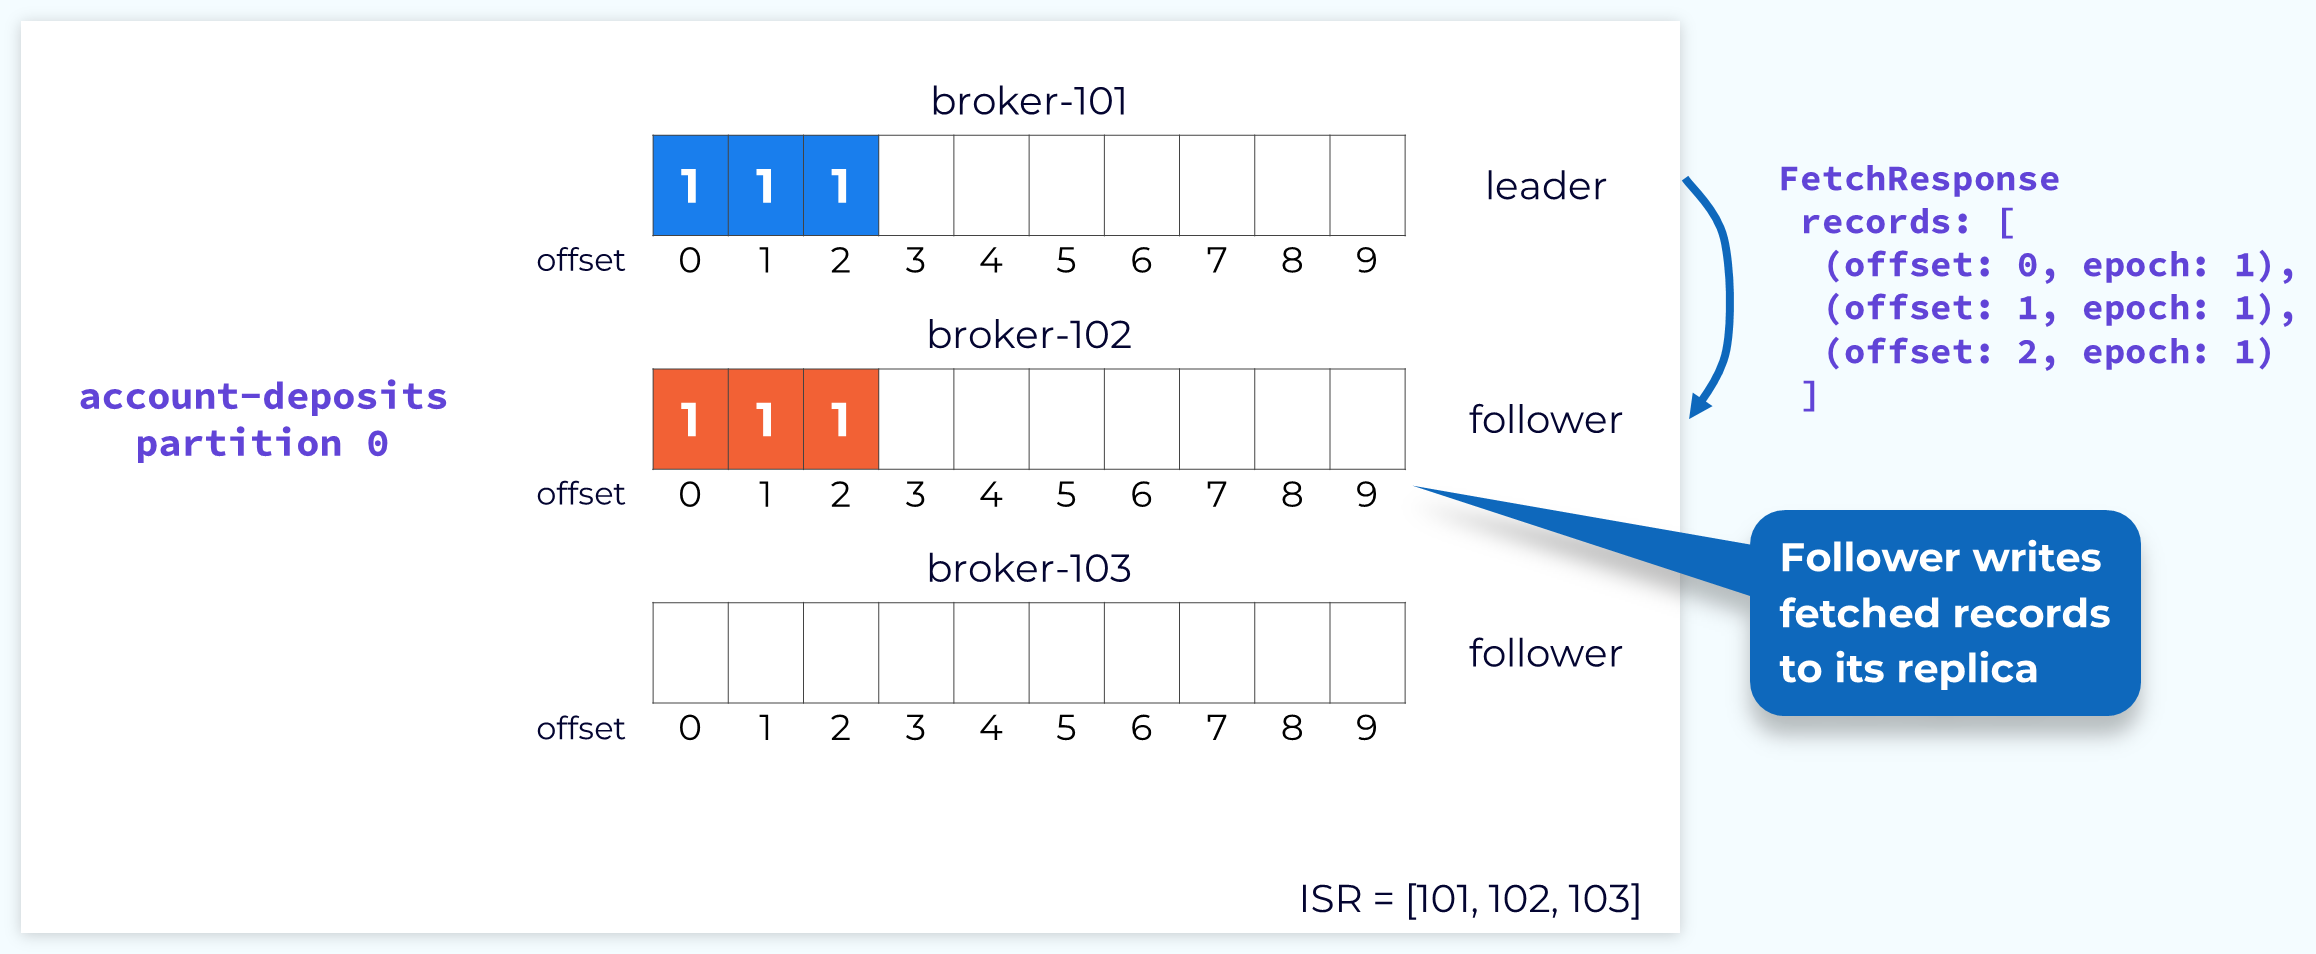 broker-101
1 1 1
leader
offset 0 1 2 3 4 5 6 7 8 9
broker-102
1 1 1
follower
offset 0 1 2 3 4 5 6 7 8 9
broker-103
follower
offset 0 1 2 3 4 5 6 7 8 9
account-deposits
partition 0
ISR = [101, 102, 103]
FetchResponse
records: [
(offset: 0, epoch: 1),
(offset: 1, epoch: 1),
(offset: 2, epoch: 1)
]
Follower writes
fetched records
to its replica